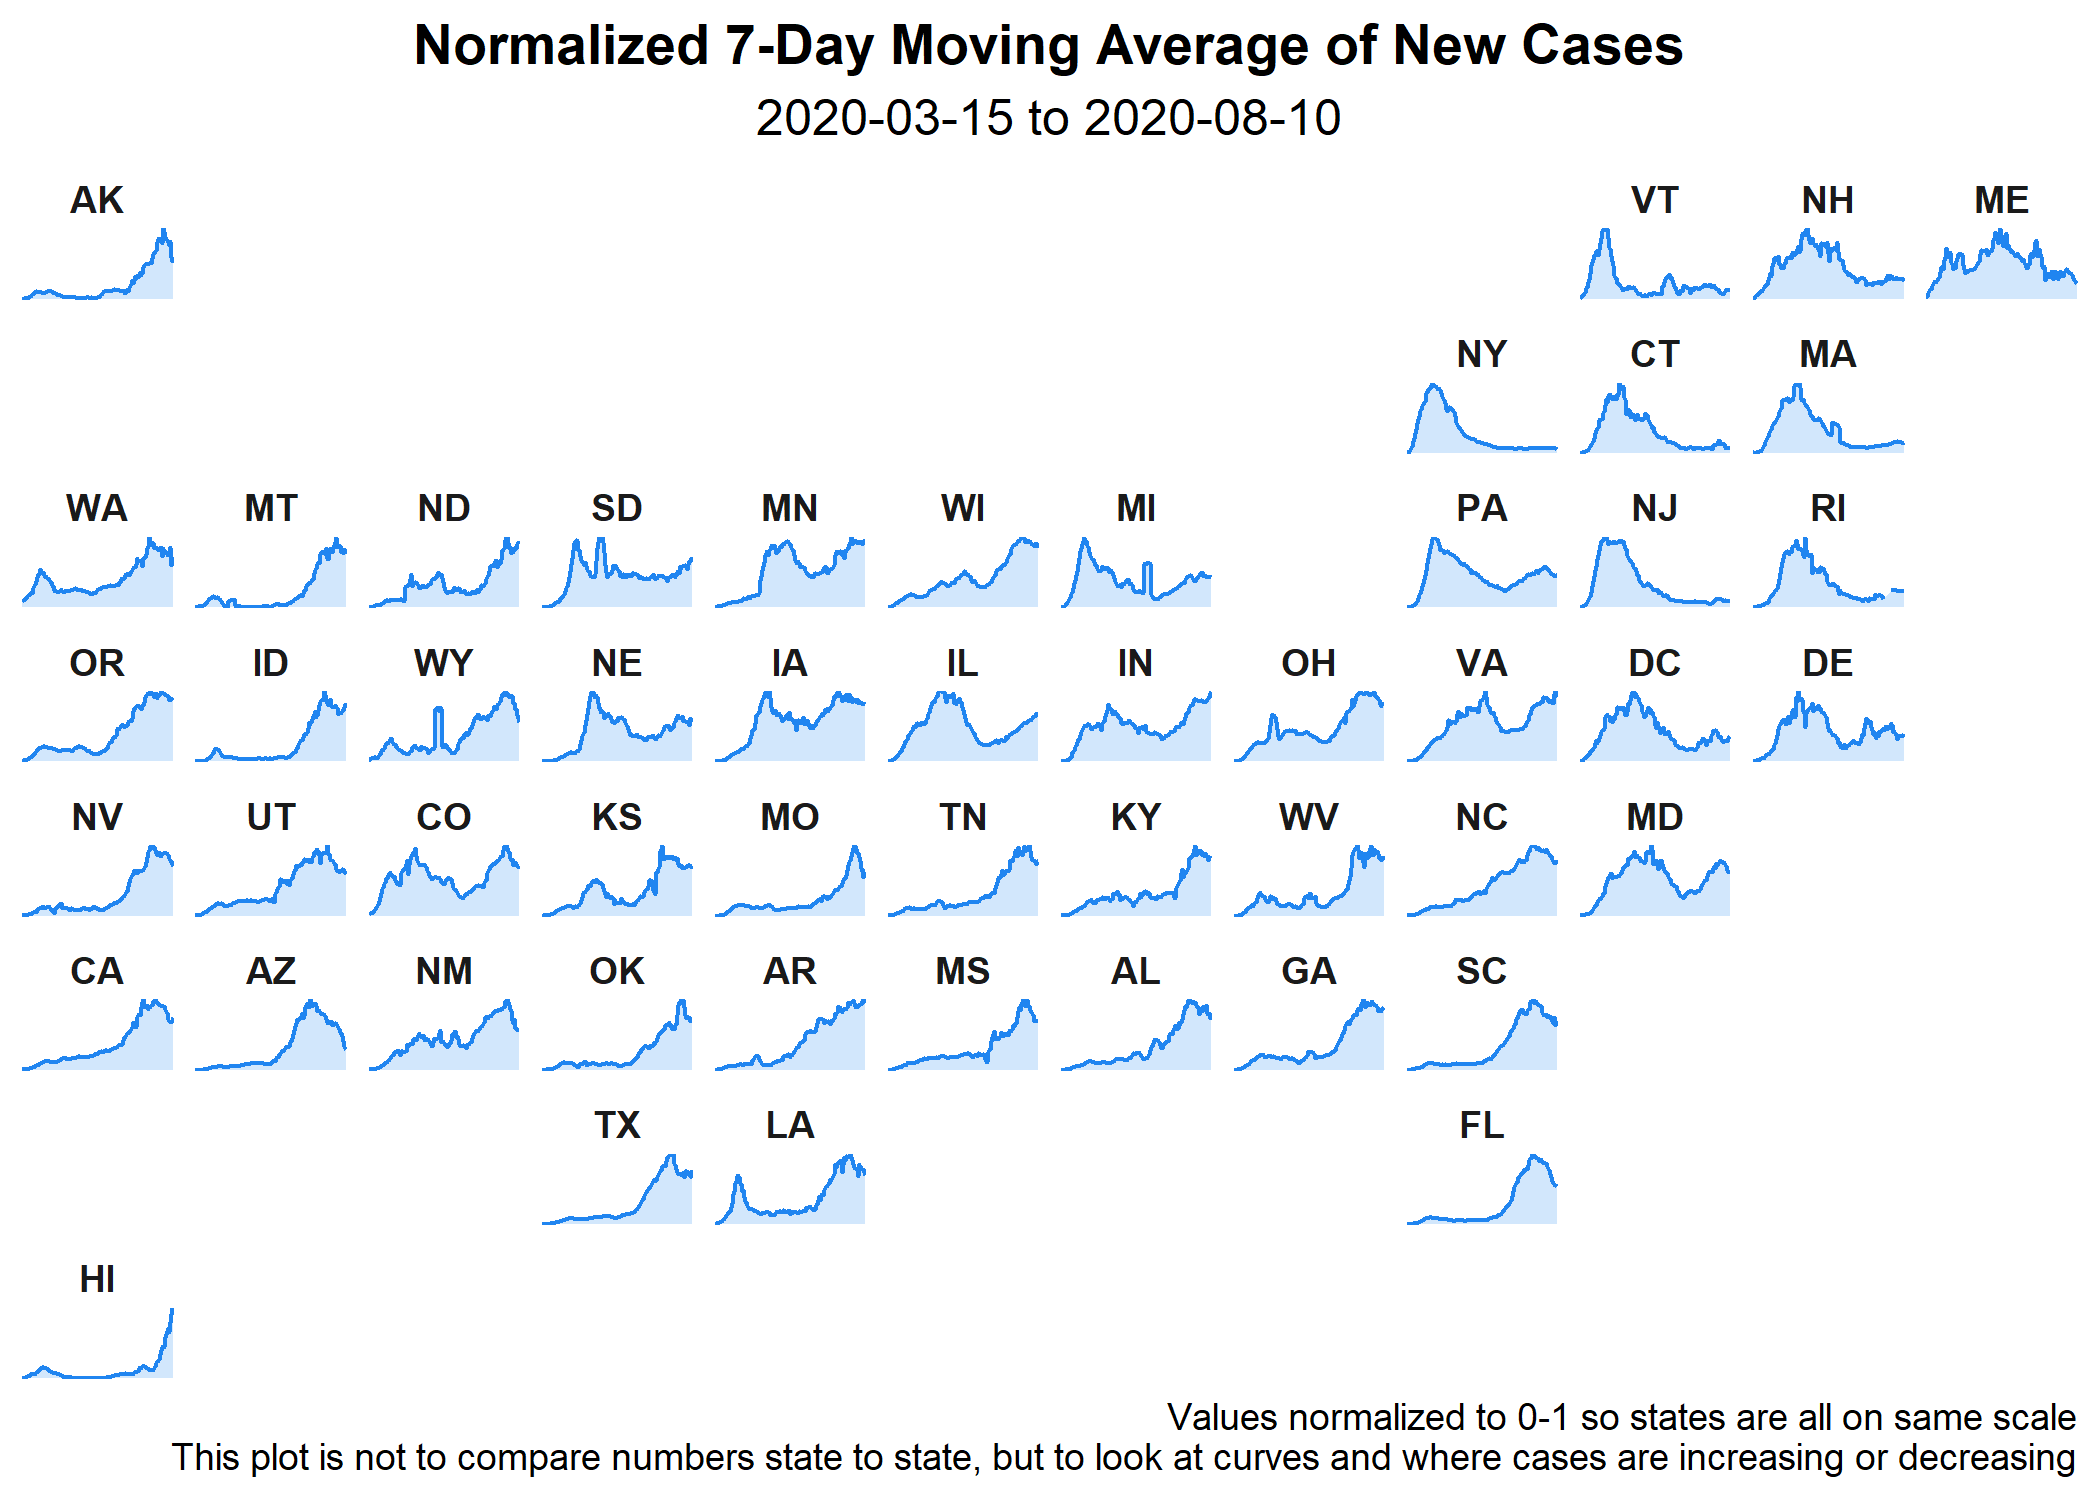 Normalized 7-Day Moving Average of New Cases
2020-03-15 to 2020-08-10
AK VT NH ME
NY CT MA
WA MT ND SD MN WI MI PA NJ RI
OR ID WY NE IA IL IN OH VA DC DE
NV UT CO KS MO TN KY WV NC MD
CA AZ NM OK AR MS AL GA SC
TX LA FL
HI
Values normalized to 0-1 so states are all on same scale
This plot is not to compare numbers state to state, but to look at curves and where cases are increasing or decreasing